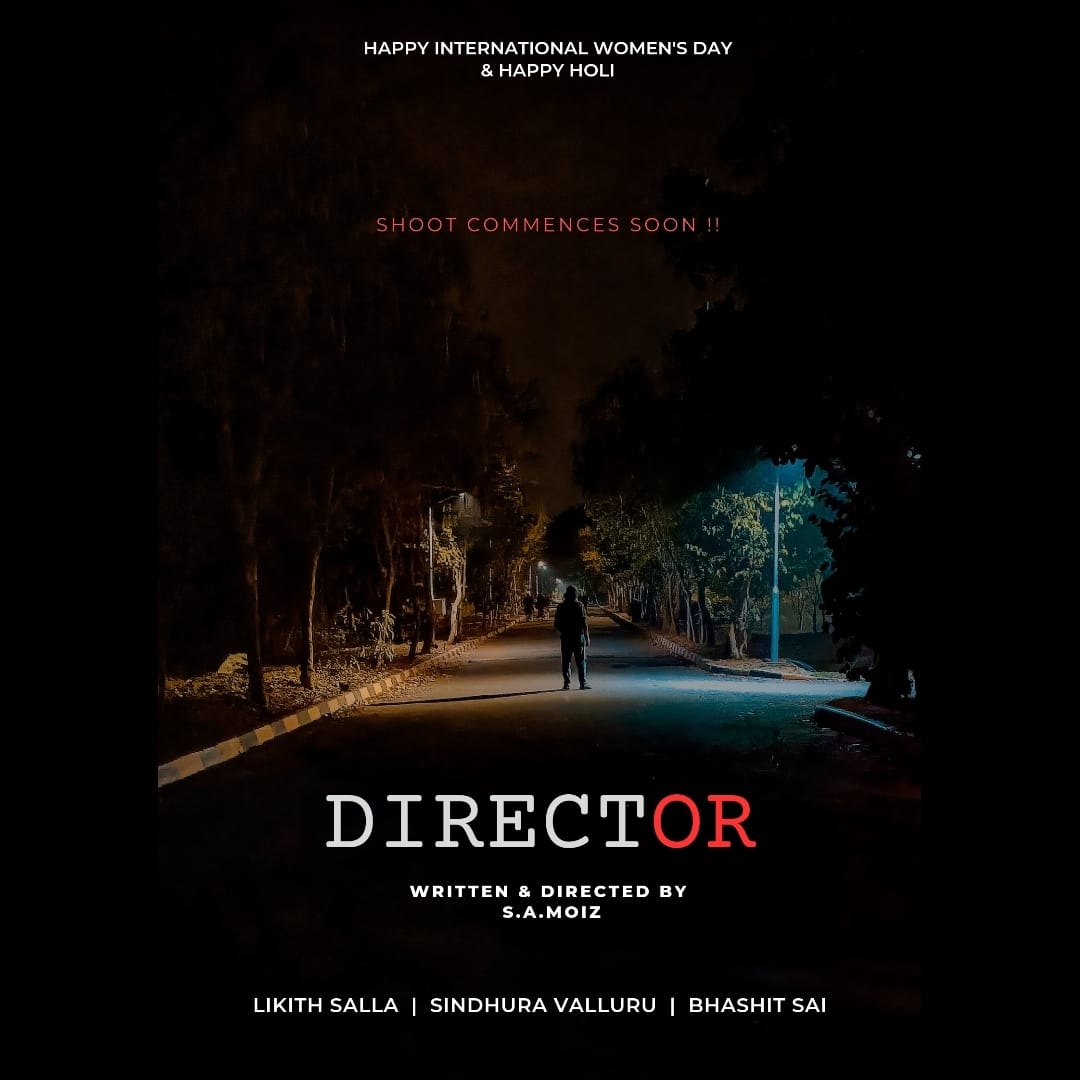 HAPPY INTERNATIONAL WOMEN'S DAY
& HAPPY HOLI
SHOOT COMMENCES SOON !!
DIRECTOR
WRITTEN & DIRECTED BY
S.A.MOIZ
LIKITH SALLA | SINDHURA VALLURU | BHASHIT SAI